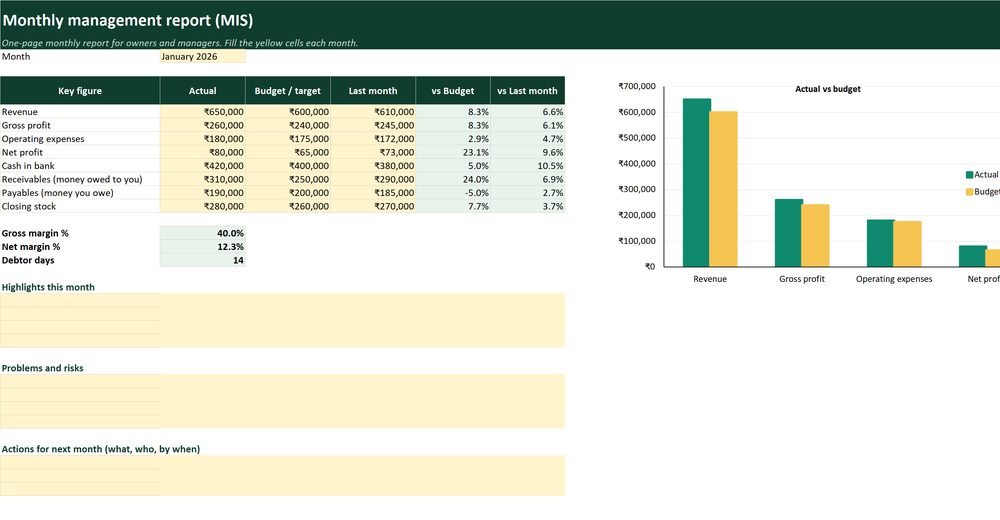 Monthly management report (MIS)
One-page monthly report for owners and managers. Fill the yellow cells each month.
Month January 2026
Key figure Actual Budget / target Last month vs Budget vs Last month
Revenue ₹650,000 ₹600,000 ₹610,000 8.3% 6.6%
Gross profit ₹260,000 ₹240,000 ₹245,000 8.3% 6.1%
Operating expenses ₹180,000 ₹175,000 ₹172,000 2.9% 4.7%
Net profit ₹80,000 ₹65,000 ₹73,000 23.1% 9.6%
Cash in bank ₹420,000 ₹400,000 ₹380,000 5.0% 10.5%
Receivables (money owed to you) ₹310,000 ₹250,000 ₹290,000 24.0% 6.9%
Payables (money you owe) ₹190,000 ₹200,000 ₹185,000 -5.0% 2.7%
Closing stock ₹280,000 ₹260,000 ₹270,000 7.7% 3.7%
Gross margin % 40.0%
Net margin % 12.3%
Debtor days 14
Highlights this month
Problems and risks
Actions for next month (what, who, by when)
Actual vs budget
₹700,000
₹600,000
₹500,000
₹400,000
₹300,000
₹200,000
₹100,000
₹0
Revenue Gross profit Operating expenses Net prof
Actual
Budget